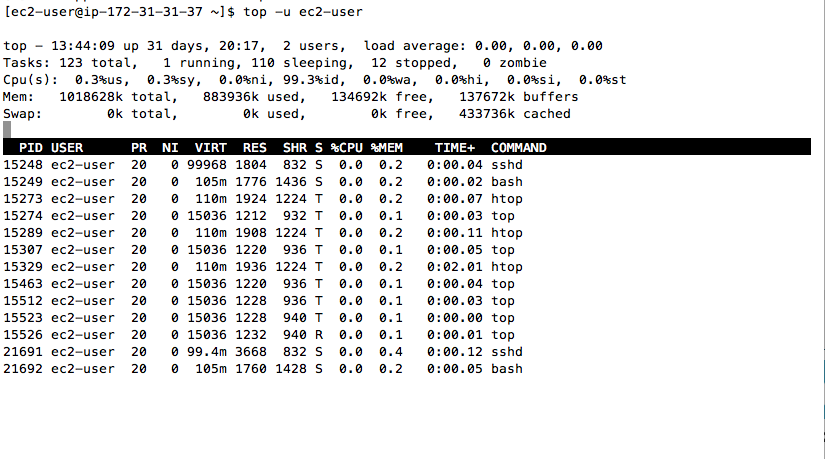 [ec2-user@ip-172-31-31-37 ~]$ top -u ec2-user
top - 13:44:09 up 31 days, 20:17,  2 users,  load average: 0.00, 0.00, 0.00
Tasks: 123 total,   1 running, 110 sleeping,  12 stopped,   0 zombie
Cpu(s):  0.3%us,  0.3%sy,  0.0%ni, 99.3%id,  0.0%wa,  0.0%hi,  0.0%si,  0.0%st
Mem:   1018628k total,   883936k used,   134692k free,   137672k buffers
Swap:        0k total,        0k used,        0k free,   433736k cached
  PID USER      PR  NI  VIRT  RES  SHR S %CPU %MEM    TIME+  COMMAND
15248 ec2-user  20   0 99968 1804  832 S  0.0  0.2   0:00.04 sshd
15249 ec2-user  20   0  105m 1776 1436 S  0.0  0.2   0:00.02 bash
15273 ec2-user  20   0  110m 1924 1224 T  0.0  0.2   0:00.07 htop
15274 ec2-user  20   0 15036 1212  932 T  0.0  0.1   0:00.03 top
15289 ec2-user  20   0  110m 1908 1224 T  0.0  0.2   0:00.11 htop
15307 ec2-user  20   0 15036 1220  936 T  0.0  0.1   0:00.05 top
15329 ec2-user  20   0  110m 1936 1224 T  0.0  0.2   0:02.01 htop
15463 ec2-user  20   0 15036 1220  936 T  0.0  0.1   0:00.04 top
15512 ec2-user  20   0 15036 1228  936 T  0.0  0.1   0:00.03 top
15523 ec2-user  20   0 15036 1228  940 T  0.0  0.1   0:00.00 top
15526 ec2-user  20   0 15036 1232  940 R  0.0  0.1   0:00.01 top
21691 ec2-user  20   0 99.4m 3668  832 S  0.0  0.4   0:00.12 sshd
21692 ec2-user  20   0  105m 1760 1428 S  0.0  0.2   0:00.05 bash